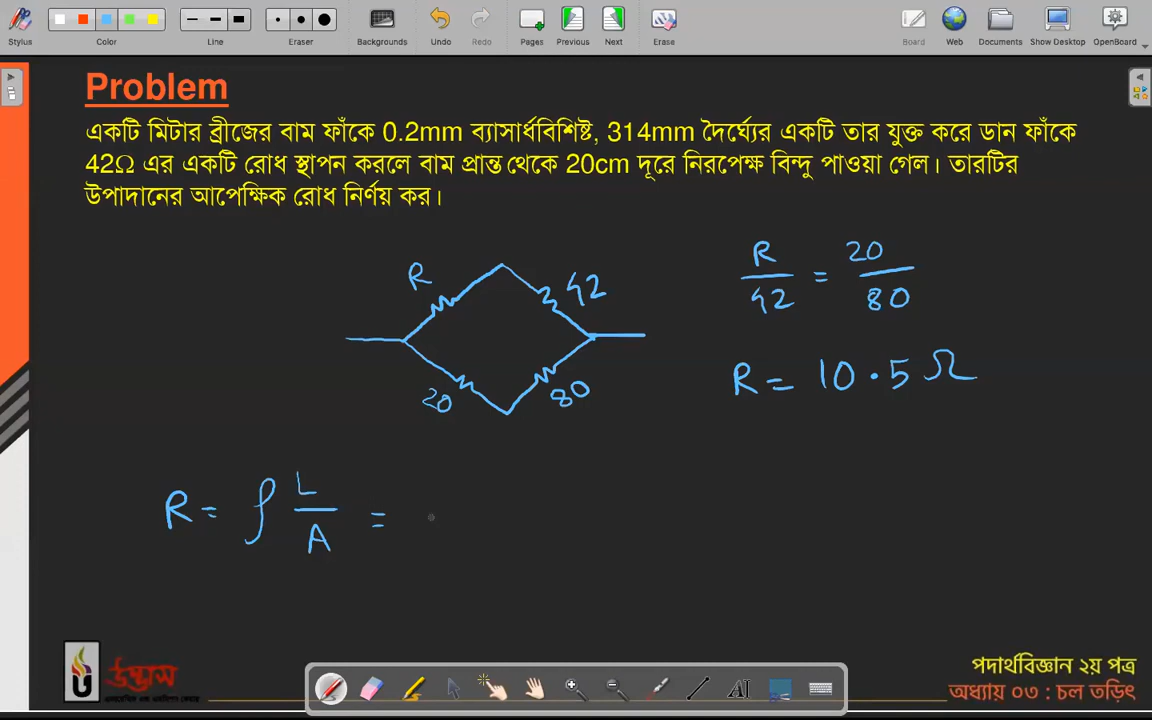 Stylus Color Line Eraser Backgrounds Undo Redo Pages Previous Next Erase Board Web Documents Show Desktop OpenBoard
Problem
একটি মিটার ব্রীজের বাম ফাঁকে 0.2mm ব্যাসার্ধবিশিষ্ট, 314mm দৈর্ঘ্যের একটি তার যুক্ত করে ডান ফাঁকে
42Ω এর একটি রোধ স্থাপন করলে বাম প্রান্ত থেকে 20cm দূরে নিরপেক্ষ বিন্দু পাওয়া গেল। তারটির
উপাদানের আপেক্ষিক রোধ নির্ণয় কর।
R 42
20 80
R/42 = 20/80
R = 10.5 Ω
R = ρ L/A =
উদ্ভাস
পদার্থবিজ্ঞান ২য় পত্র
অধ্যায় ০৩ : চল তড়িৎ